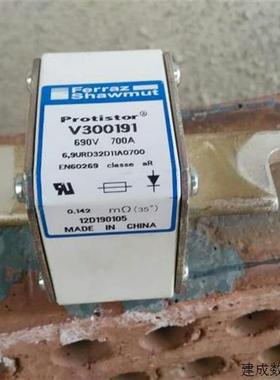 Ferraz
Shawmut
Protistor®
V300191
690V 700A
6,9URD32D11A0700
EN60269 classe aR
0.142 mΩ(35°)
12D190105
MADE IN CHINA
建成数